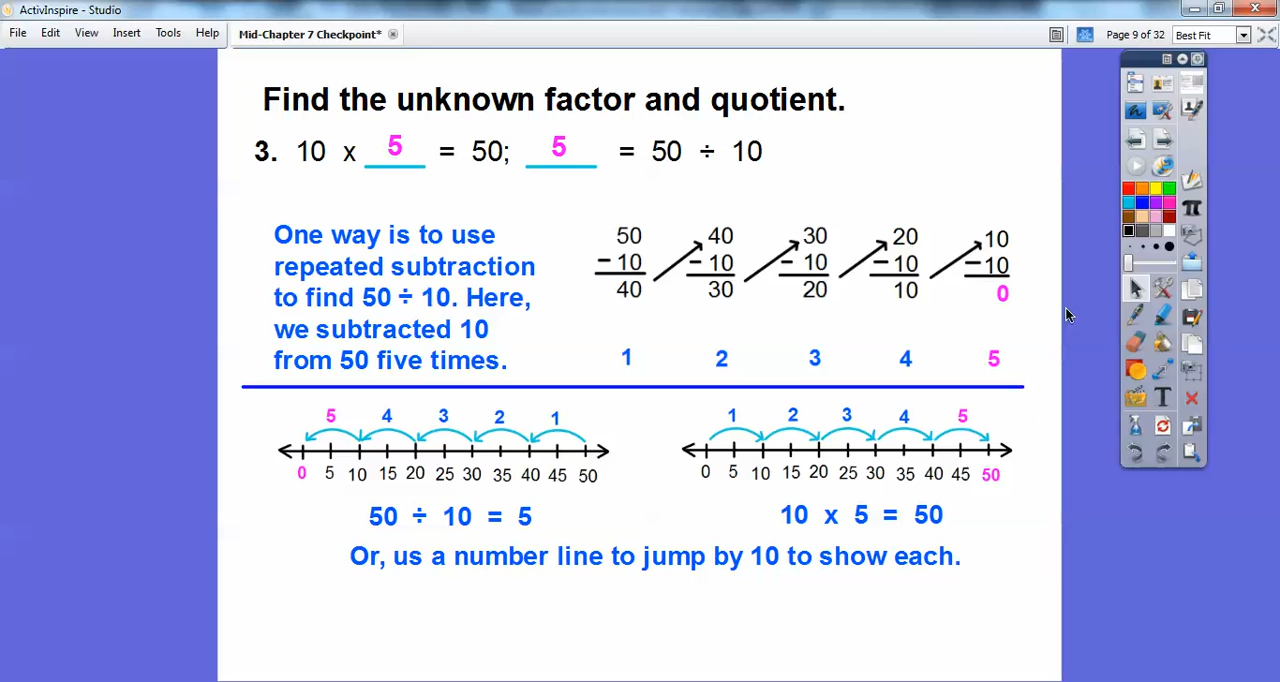 ActivInspire - Studio
File Edit View Insert Tools Help Mid-Chapter 7 Checkpoint* Page 9 of 32 Best Fit
Find the unknown factor and quotient.
3. 10 x 5 = 50; 5 = 50 ÷ 10
One way is to use
repeated subtraction
to find 50 ÷ 10. Here,
we subtracted 10
from 50 five times.
50 40 30 20 10
- 10 - 10 - 10 - 10 - 10
40 30 20 10 0
1 2 3 4 5
5 4 3 2 1
0 5 10 15 20 25 30 35 40 45 50
50 ÷ 10 = 5
1 2 3 4 5
0 5 10 15 20 25 30 35 40 45 50
10 x 5 = 50
Or, us a number line to jump by 10 to show each.